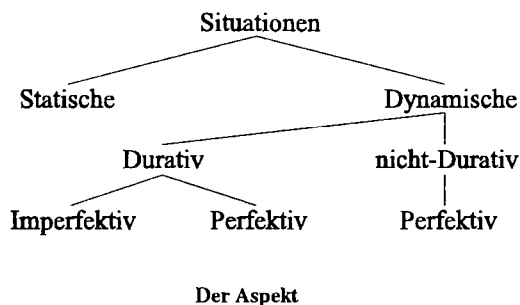 Situationen
Statische Dynamische
Durativ nicht-Durativ
Imperfektiv Perfektiv Perfektiv
Der Aspekt